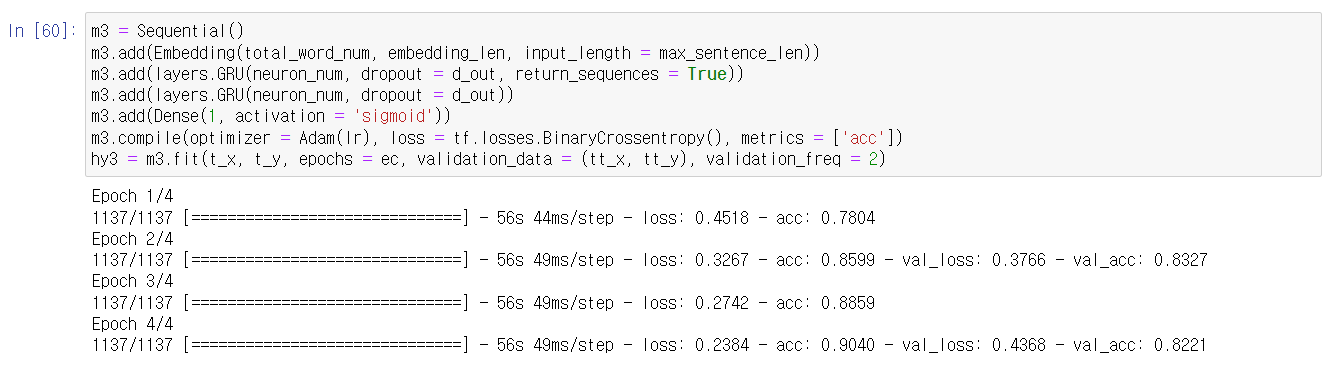 In [60]:
m3 = Sequential()
m3.add(Embedding(total_word_num, embedding_len, input_length = max_sentence_len))
m3.add(layers.GRU(neuron_num, dropout = d_out, return_sequences = True))
m3.add(layers.GRU(neuron_num, dropout = d_out))
m3.add(Dense(1, activation = 'sigmoid'))
m3.compile(optimizer = Adam(lr), loss = tf.losses.BinaryCrossentropy(), metrics = ['acc'])
hy3 = m3.fit(t_x, t_y, epochs = ec, validation_data = (tt_x, tt_y), validation_freq = 2)
Epoch 1/4
1137/1137 [==============================] - 56s 44ms/step - loss: 0.4518 - acc: 0.7804
Epoch 2/4
1137/1137 [==============================] - 56s 49ms/step - loss: 0.3267 - acc: 0.8599 - val_loss: 0.3766 - val_acc: 0.8327
Epoch 3/4
1137/1137 [==============================] - 56s 49ms/step - loss: 0.2742 - acc: 0.8859
Epoch 4/4
1137/1137 [==============================] - 56s 49ms/step - loss: 0.2384 - acc: 0.9040 - val_loss: 0.4368 - val_acc: 0.8221